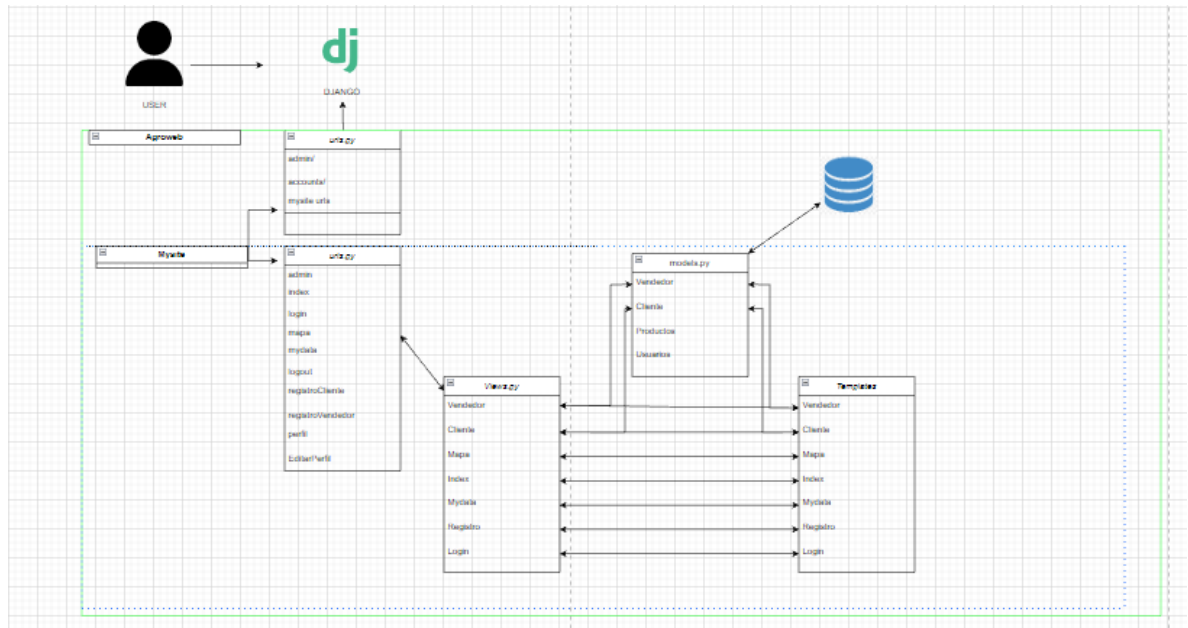 dj
DJANGO
USER
Agroweb
urls.py
admin/
accounts/
mysite urls
Mysite
urls.py
admin
index
login
mapa
mydata
logout
registroCliente
registroVendedor
perfil
EditarPerfil
models.py
Vendedor
Cliente
Productos
Usuarios
Views.py
Vendedor
Cliente
Mapa
Index
Mydata
Registro
Login
Templates
Vendedor
Cliente
Mapa
Index
Mydata
Registro
Login